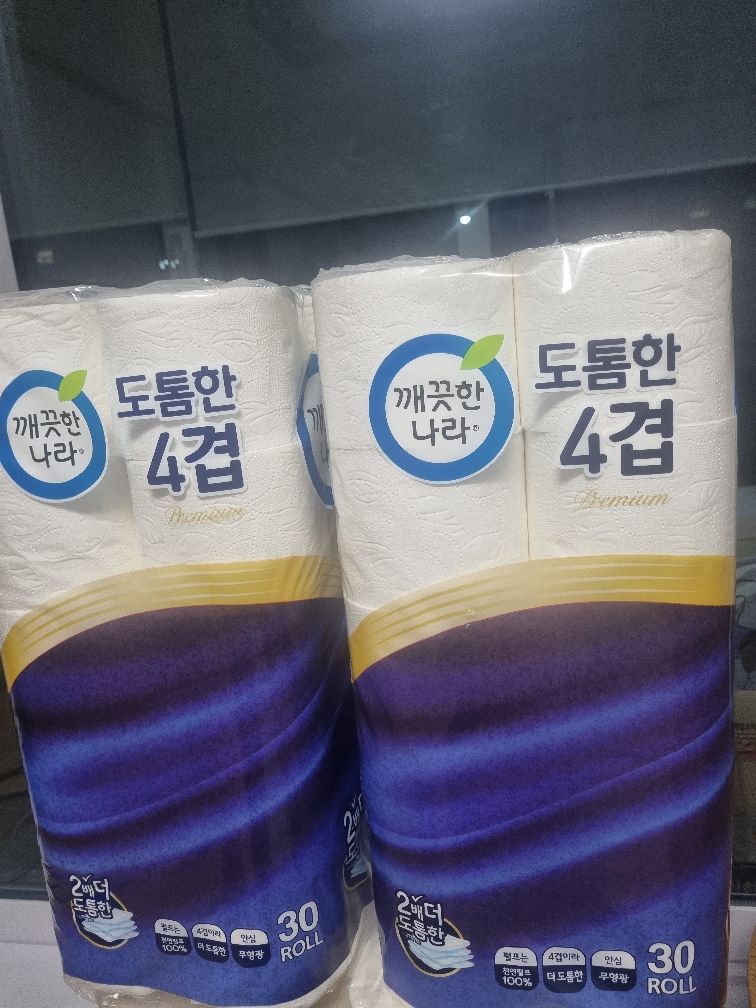 깨끗한
나라
도톰한
4겹
Premium
2배 더
도톰한
펄프는
천연펄프
100%
4겹이라
더 도톰한
안심
무형광
30
ROLL
깨끗한
나라
도톰한
4겹
Premium
2배 더
도톰한
펄프는
천연펄프
100%
4겹이라
더 도톰한
안심
무형광
30
ROLL